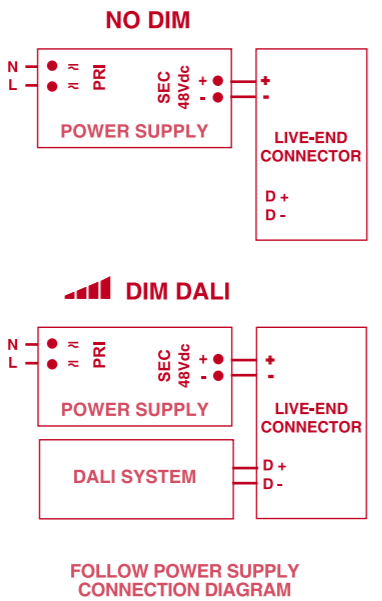 NO DIM
N ≂ PRI SEC 48Vdc + +
L ≂ - -
POWER SUPPLY
LIVE-END
CONNECTOR
D +
D -
DIM DALI
N ≂ PRI SEC 48Vdc + +
L ≂ - -
POWER SUPPLY
LIVE-END
CONNECTOR
DALI SYSTEM
D +
D -
FOLLOW POWER SUPPLY
CONNECTION DIAGRAM